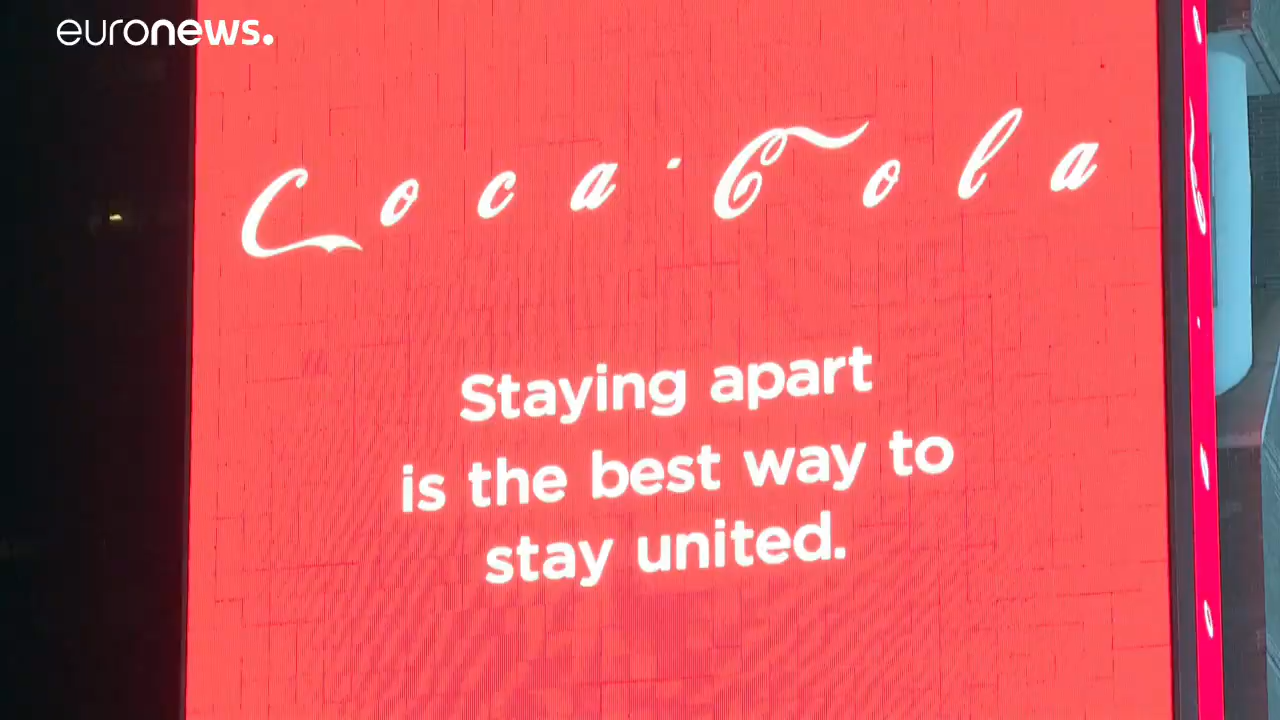 euronews.
Coca-Cola
Staying apart
is the best way to
stay united.